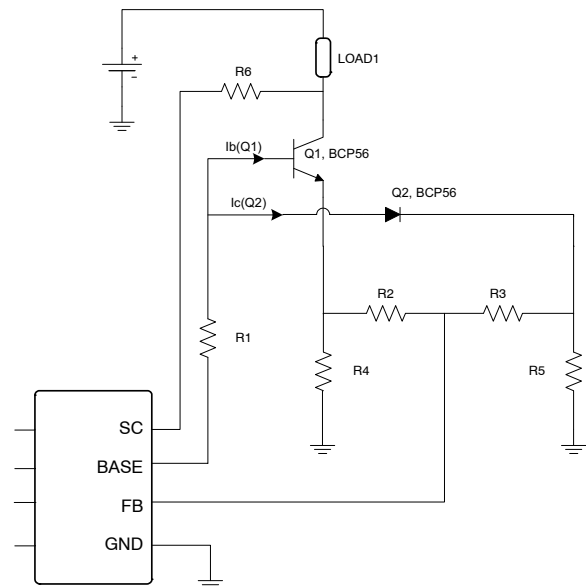 +
−
LOAD1
R6
Ib(Q1)
Q1, BCP56
Q2, BCP56
Ic(Q2)
R2
R3
R1
R4
R5
SC
BASE
FB
GND